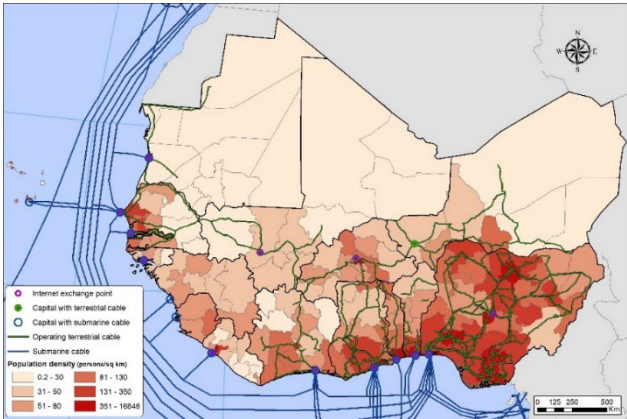 N
W E
S
Internet exchange point
Capital with terrestrial cable
Capital with submarine cable
Operating terrestrial cable
Submarine cable
Population density (persons/sq km)
0.2 - 30 81 - 130
31 - 50 131 - 350
51 - 80 351 - 16848
0 125 250 500
Km